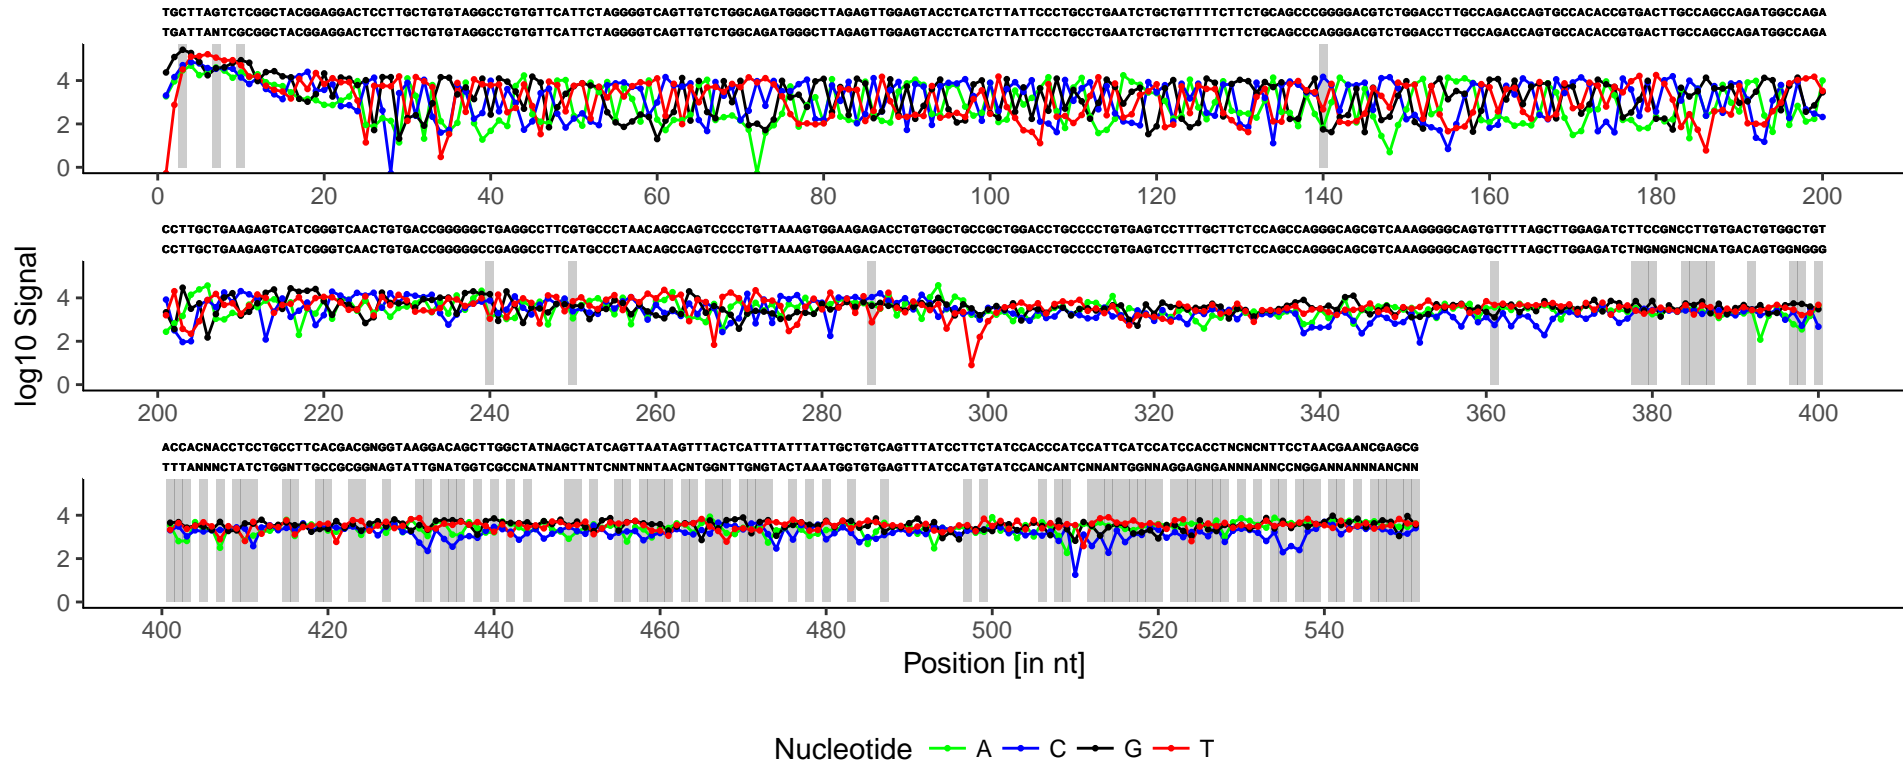 TGCTTAGTCTCGGCTACGGAGGACTCCTTGCTGTGTAGGCCTGTGTTCATTCTAGGGGTCAGTTGTCTGGCAGATGGGCTTAGAGTTGGAGTACCTCATCTTATTCCCTGCCTGAATCTGCTGTTTTCTTCTGCAGCCCGGGGACGTCTGGACCTTGCCAGACCAGTGCCACACCGTGACTTGCCAGCCAGATGGCCAGA
TGATTANTCGCGGCTACGGAGGACTCCTTGCTGTGTAGGCCTGTGTTCATTCTAGGGGTCAGTTGTCTGGCAGATGGGCTTAGAGTTGGAGTACCTCATCTTATTCCCTGCCTGAATCTGCTGTTTTCTTCTGCAGCCCAGGGACGTCTGGACCTTGCCAGACCAGTGCCACACCGTGACTTGCCAGCCAGATGGCCAGA
4
2
0
0 20 40 60 80 100 120 140 160 180 200
CCTTGCTGAAGAGTCATCGGGTCAACTGTGACCGGGGGCTGAGGCCTTCGTGCCCTAACAGCCAGTCCCCTGTTAAAGTGGAAGAGACCTGTGGCTGCCGCTGGACCTGCCCCTGTGAGTCCTTTGCTTCTCCAGCCAGGGCAGCGTCAAAGGGGCAGTGTTTTAGCTTGGAGATCTTCCGNCCTTGTGACTGTGGCTGT
CCTTGCTGAAGAGTCATCGGGTCAACTGTGACCGGGGGCCGAGGCCTTCATGCCCTAACAGCCAGTCCCCTGTTAAAGTGGAAGACACCTGTGGCTGCCGCTGGACCTGCCCCTGTGAGTCCTTTGCTTCTCCAGCCAGGGCAGCGTCAAAGGGGCAGTGCTTTAGCTTGGAGATCTNGNGNCNCNATGACAGTGGNGGG
log10 Signal
4
2
0
200 220 240 260 280 300 320 340 360 380 400
ACCACNACCTCCTGCCTTCACGACGNGGTAAGGACAGCTTGGCTATNAGCTATCAGTTAATAGTTTACTCATTTATTTATTGCTGTCAGTTTATCCTTCTATCCACCCATCCATTCATCCATCCACCTNCNCNTTCCTAACGAACGAGCG
TTTANNNCTATCTGGNTTGCCGCGGNAGTATTGNATGGTCGCCNATNANTTNTCNNTNNTAACNTGGNTTGNGTACTAAATGGTGTGAGTTTATCCATGTATCCANCANTCNNANTGGNNAGGAGNGANNNANNCCNGGANNANNNANCNN
4
2
0
400 420 440 460 480 500 520 540
Position [in nt]
Nucleotide A C G T